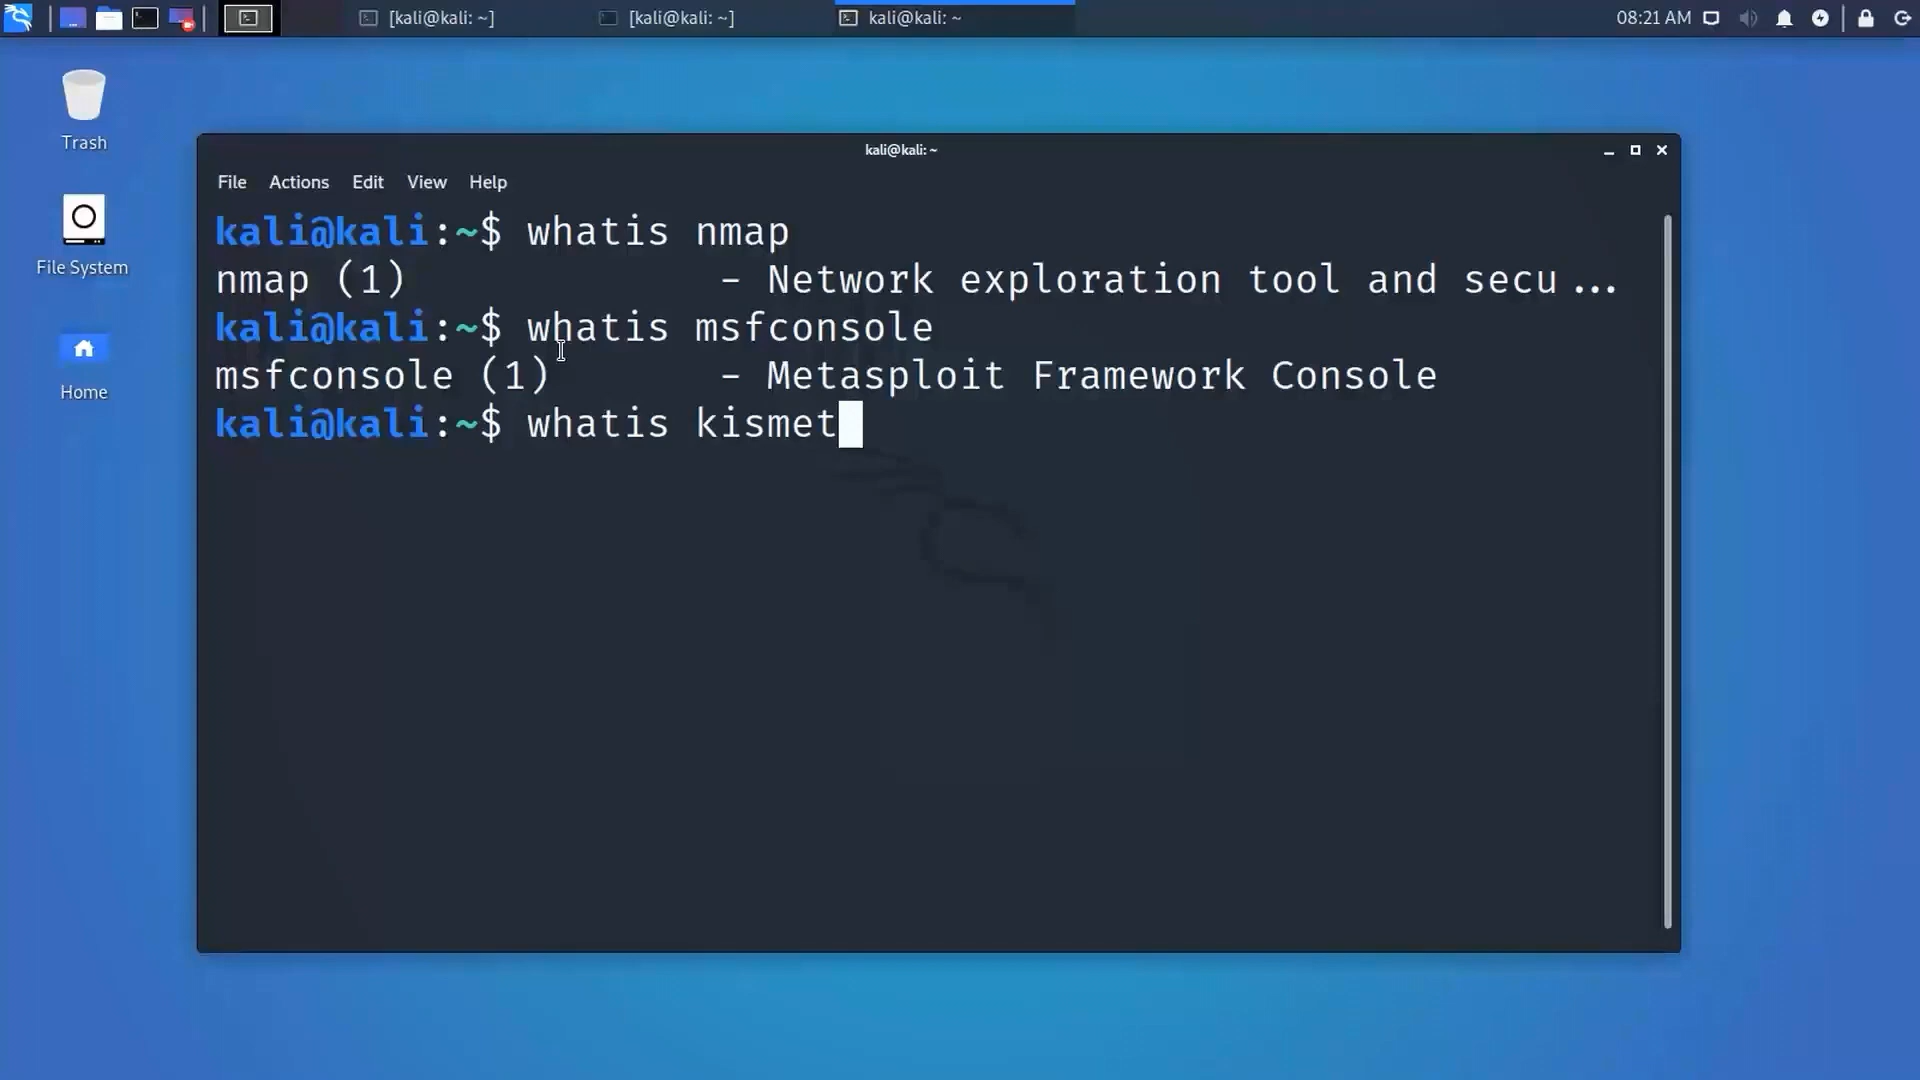 [kali@kali: ~]
[kali@kali: ~]
kali@kali: ~
08:21 AM
Trash
File System
Home
kali@kali: ~
File Actions Edit View Help
kali@kali:~$ whatis nmap
nmap (1) - Network exploration tool and secu...
kali@kali:~$ whatis msfconsole
msfconsole (1) - Metasploit Framework Console
kali@kali:~$ whatis kismet